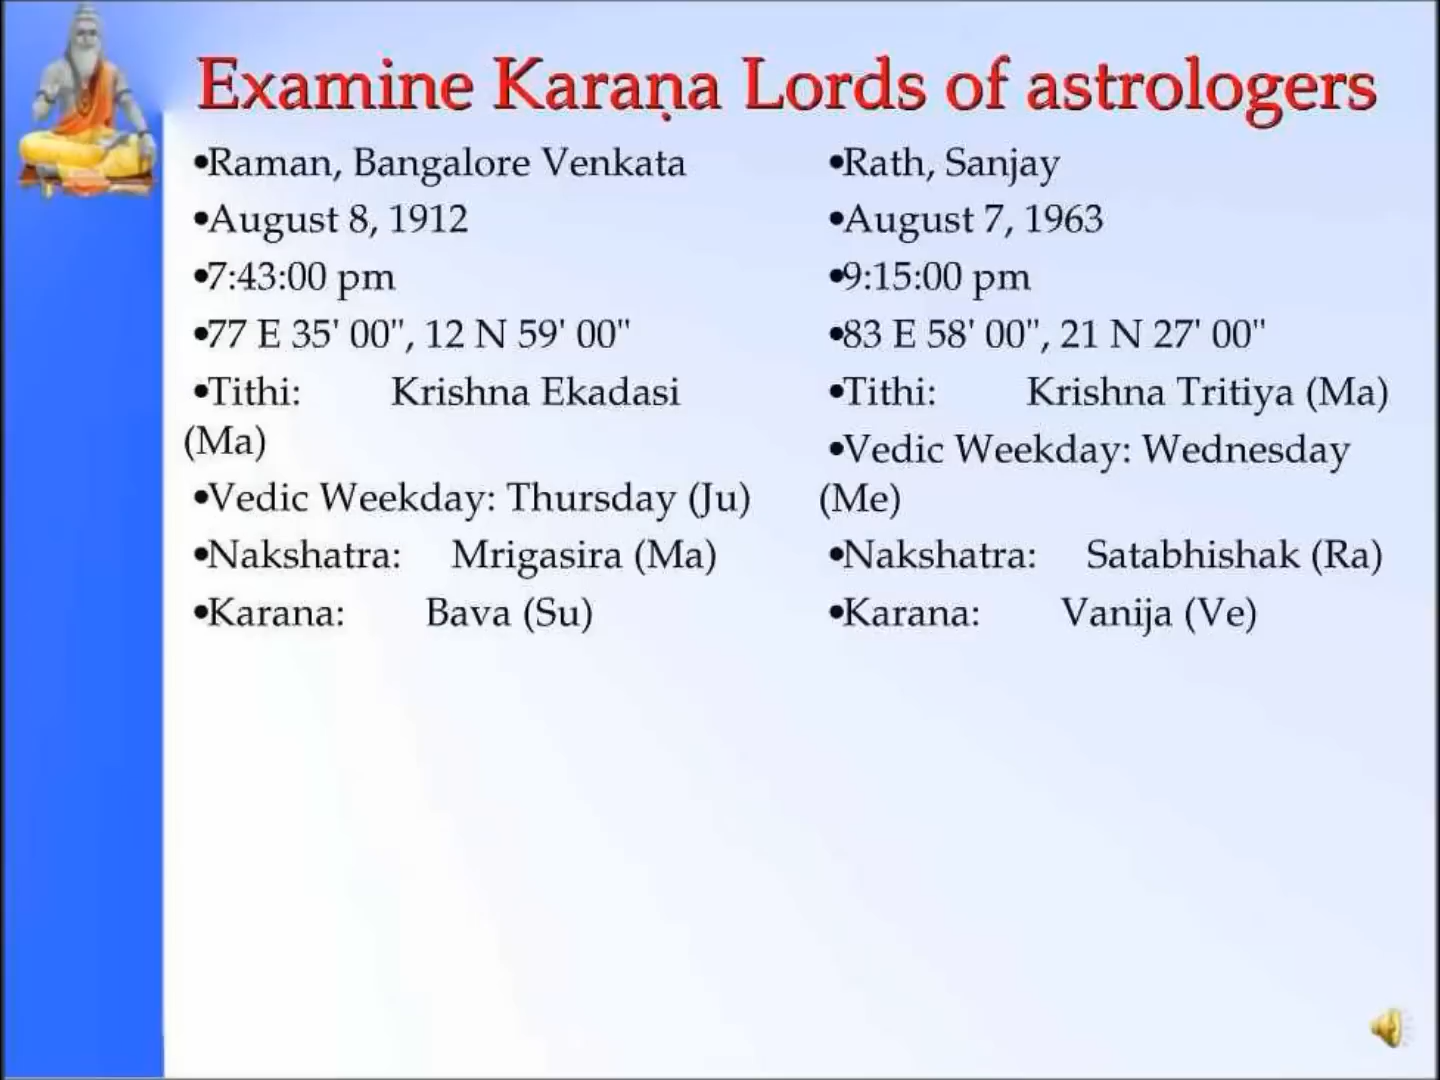 Examine Karaṇa Lords of astrologers
•Raman, Bangalore Venkata
•August 8, 1912
•7:43:00 pm
•77 E 35' 00", 12 N 59' 00"
•Tithi: Krishna Ekadasi
(Ma)
•Vedic Weekday: Thursday (Ju)
•Nakshatra: Mrigasira (Ma)
•Karana: Bava (Su)
•Rath, Sanjay
•August 7, 1963
•9:15:00 pm
•83 E 58' 00", 21 N 27' 00"
•Tithi: Krishna Tritiya (Ma)
•Vedic Weekday: Wednesday
(Me)
•Nakshatra: Satabhishak (Ra)
•Karana: Vanija (Ve)